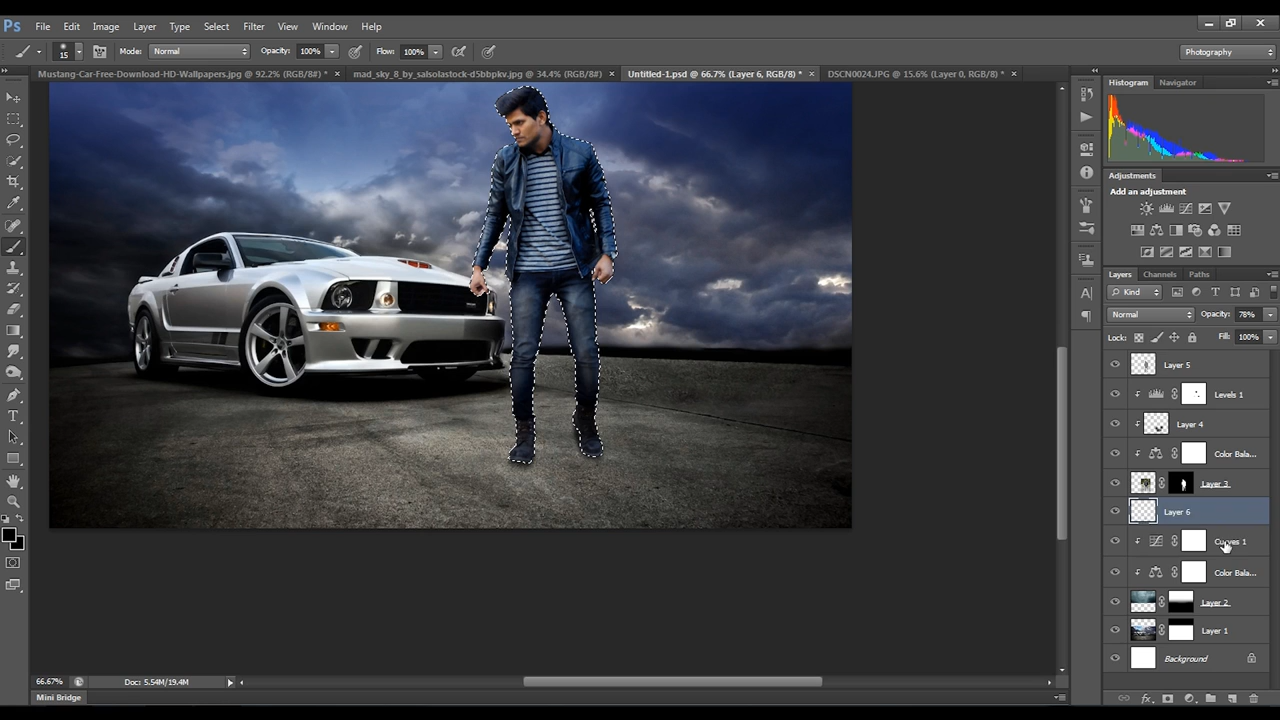 Ps File Edit Image Layer Type Select Filter View Window Help
15 Mode: Normal Opacity: 100% Flow: 100% Photography
Mustang-Car-Free-Download-HD-Wallpapers.jpg @ 92.2% (RGB/8#) * × mad_sky_8_by_salsolastock-d5bbpkv.jpg @ 34.4% (RGB/8#) × Untitled-1.psd @ 66.7% (Layer 6, RGB/8) * × DSCN0024.JPG @ 15.6% (Layer 0, RGB/8) * ×
Histogram Navigator
Adjustments
Add an adjustment
Layers Channels Paths
Kind
Normal Opacity: 78%
Lock: Fill: 100%
Layer 5
Levels 1
Layer 4
Color Bala...
Layer 3
Layer 6
Curves 1
Color Bala...
Layer 2
Layer 1
Background
66.67% Doc: 5.54M/19.4M
Mini Bridge